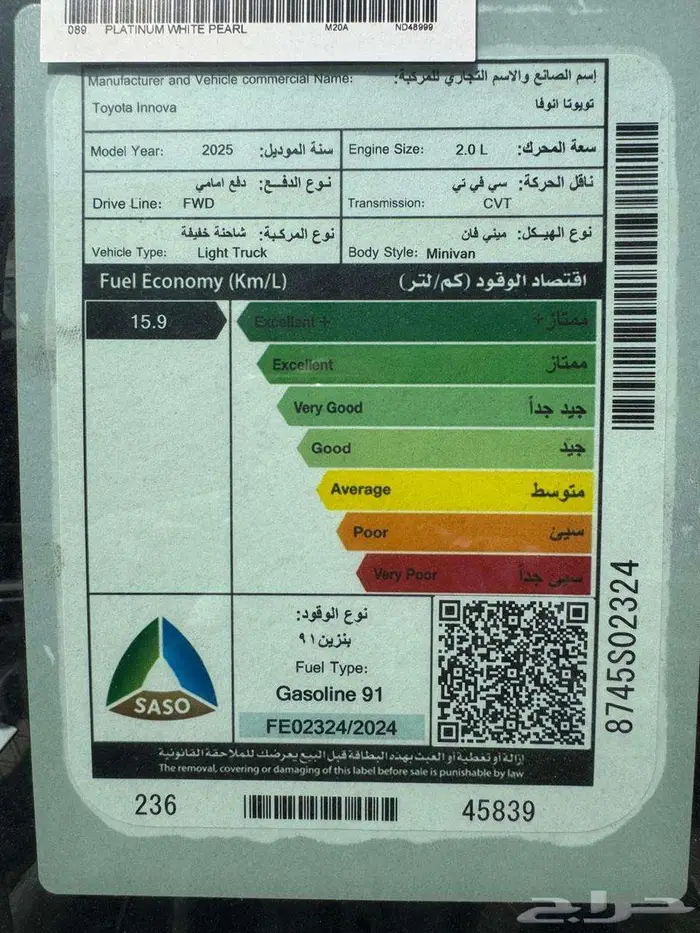 089 PLATINUM WHITE PEARL M20A ND48999
Manufacturer and Vehicle commercial Name: إسم الصانع والاسم التجاري للمركبة:
Toyota Innova تويوتا انوفا
Model Year: 2025 سنة الموديل: Engine Size: 2.0 L سعة المحرك:
نوع الدفع: دفع امامي ناقل الحركة: سي في تي
Drive Line: FWD Transmission: CVT
نوع المركبة: شاحنة خفيفة نوع الهيكل: ميني فان
Vehicle Type: Light Truck Body Style: Minivan
Fuel Economy (Km/L) اقتصاد الوقود (كم/لتر)
15.9 Excellent + ممتاز +
Excellent ممتاز
Very Good جيد جداً
Good جيد
Average متوسط
Poor سيئ
Very Poor سيئ جداً
نوع الوقود:
بنزين ٩١
Fuel Type:
Gasoline 91
FE02324/2024
SASO
إزالة أو تغطية أو العبث بهذه البطاقة قبل البيع يعرضك للملاحقة القانونية
The removal, covering or damaging of this label before sale is punishable by law
236 45839
8745S02324
حراج